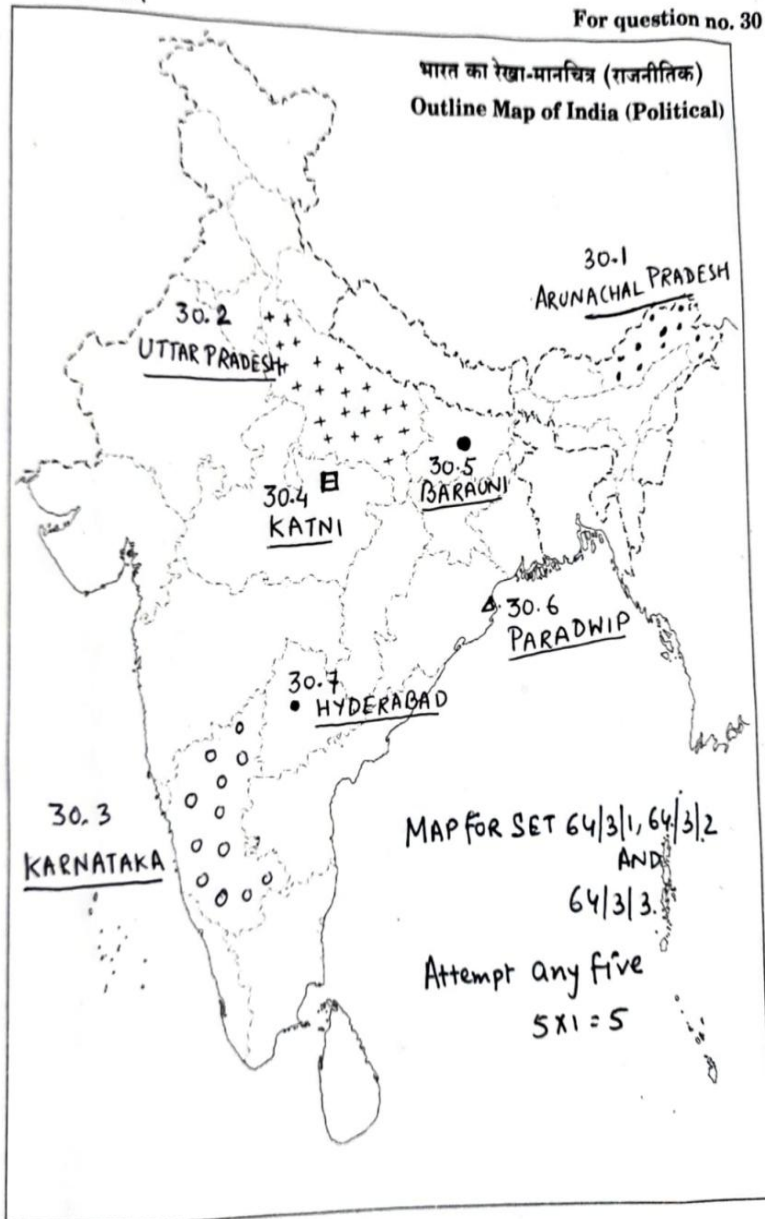 For question no. 30
भारत का रेखा-मानचित्र (राजनीतिक)
Outline Map of India (Political)
30.1
ARUNACHAL PRADESH
30.2
UTTAR PRADESH
30.5
BARAUNI
30.4
KATNI
30.6
PARADWIP
30.7
HYDERABAD
30.3
KARNATAKA
MAP FOR SET 64/3/1, 64/3/2
AND
64/3/3.
Attempt any five
5X1=5